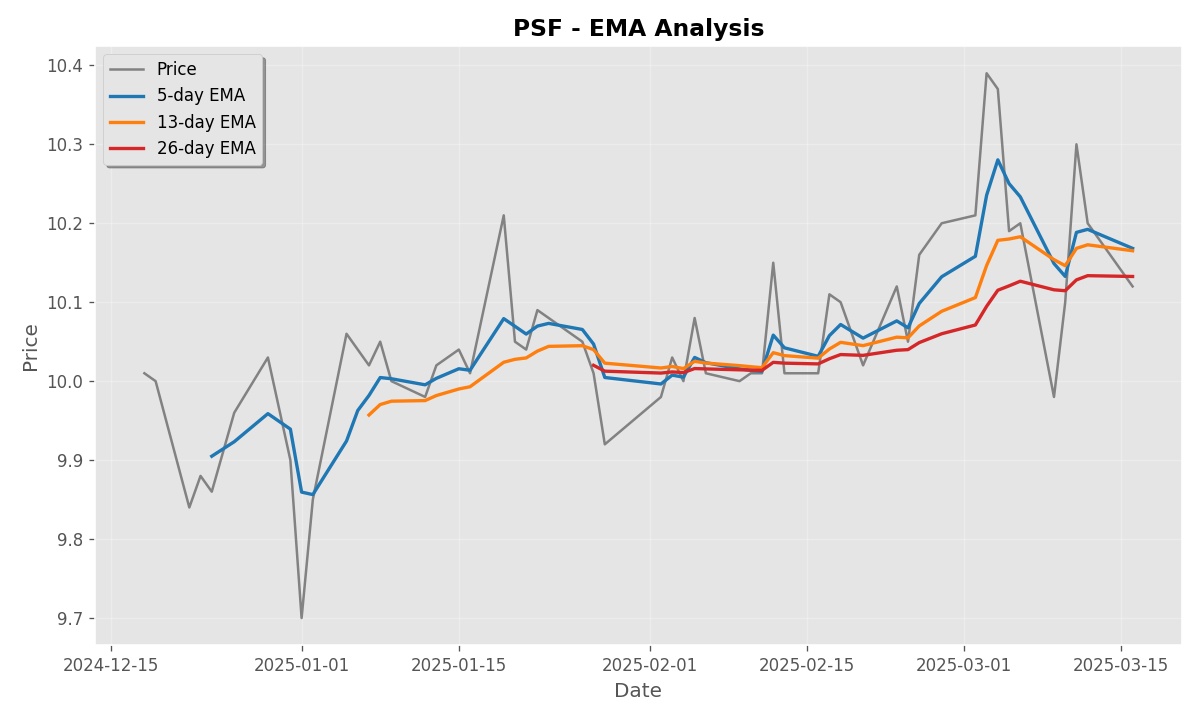 PSF - EMA Analysis
Price
5-day EMA
13-day EMA
26-day EMA
Price
10.4
10.3
10.2
10.1
10.0
9.9
9.8
9.7
2024-12-15
2025-01-01
2025-01-15
2025-02-01
2025-02-15
2025-03-01
2025-03-15
Date